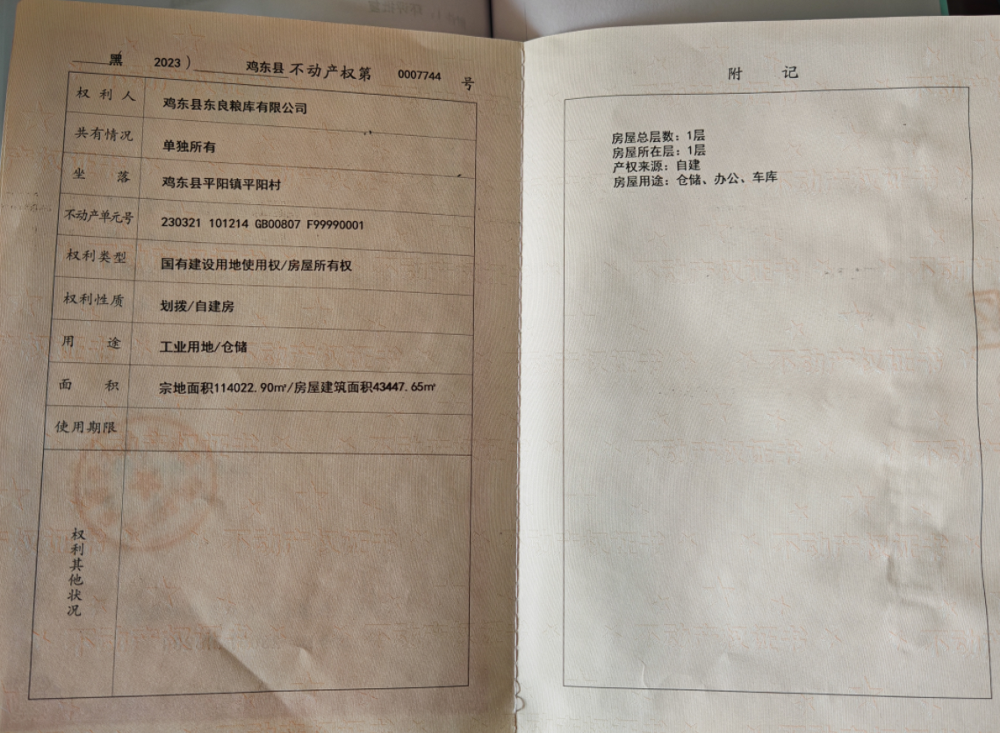 黑 2023） 鸡东县 不动产权第 0007744 号
权利人 鸡东县东良粮库有限公司
共有情况 单独所有
坐落 鸡东县平阳镇平阳村
不动产单元号 230321 101214 GB00807 F99990001
权利类型 国有建设用地使用权/房屋所有权
权利性质 划拨/自建房
用途 工业用地/仓储
面积 宗地面积114022.90㎡/房屋建筑面积43447.65㎡
使用期限
权利其他状况
附记
房屋总层数：1层
房屋所在层：1层
产权来源：自建
房屋用途：仓储、办公、车库